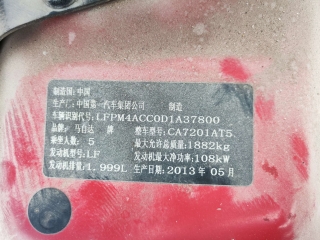 制造国:中国
生产厂:中国第一汽车集团公司 制造
车辆识别代号:LFPM4ACC0D1A37800
品牌:马自达 牌 整车型号:CA7201AT5
乘坐人数:5 最大允许总质量:1882kg
发动机型号:LF 发动机最大净功率:108kW
发动机排量:1.999L 生产日期:2013年05月